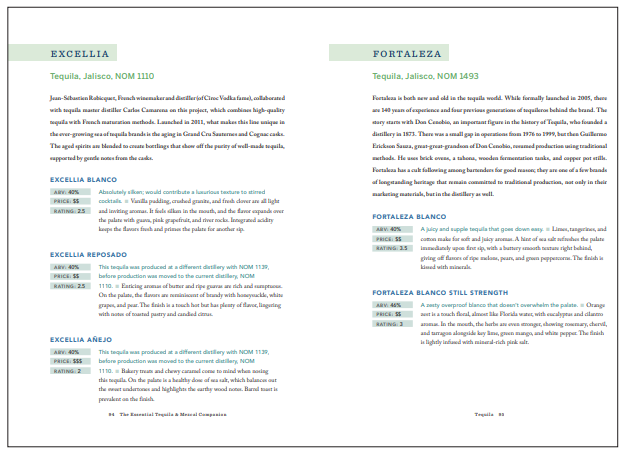 EXCELLIA
Tequila, Jalisco, NOM 1110
Jean-Sébastien Robicquet, French winemaker and distiller (of Cîroc Vodka fame), collaborated
with tequila master distiller Carlos Camarena on this project, which combines high-quality
tequila with French maturation methods. Launched in 2011, what makes this line unique in
the ever-growing sea of tequila brands is the aging in Grand Cru Sauternes and Cognac casks.
The aged spirits are blended to create bottlings that show off the purity of well-made tequila,
supported by gentle notes from the casks.
EXCELLIA BLANCO
ABV: 40%
PRICE: $$
RATING: 2.5
Absolutely silken; would contribute a luxurious texture to stirred
cocktails. Vanilla pudding, crushed granite, and fresh clover are all light
and inviting aromas. It feels silken in the mouth, and the flavor expands over
the palate with guava, pink grapefruit, and river rocks. Integrated acidity
keeps the flavors fresh and primes the palate for another sip.
EXCELLIA REPOSADO
ABV: 40%
PRICE: $$
RATING: 2.5
This tequila was produced at a different distillery with NOM 1139,
before production was moved to the current distillery, NOM
1110. Enticing aromas of butter and ripe guavas are rich and sumptuous.
On the palate, the flavors are reminiscent of brandy with honeysuckle, white
grapes, and pear. The finish is a touch hot but has plenty of flavor, lingering
with notes of toasted pastry and candied citrus.
EXCELLIA AÑEJO
ABV: 40%
PRICE: $$$
RATING: 2
This tequila was produced at a different distillery with NOM 1139,
before production was moved to the current distillery, NOM
1110. Bakery treats and chewy caramel come to mind when nosing
this tequila. On the palate is a healthy dose of sea salt, which balances out
the sweet undertones and highlights the earthy wood notes. Barrel toast is
prevalent on the finish.
84 The Essential Tequila & Mezcal Companion
FORTALEZA
Tequila, Jalisco, NOM 1493
Fortaleza is both new and old in the tequila world. While formally launched in 2005, there
are 140 years of experience and four previous generations of tequileros behind the brand. The
story starts with Don Cenobio, an important figure in the history of Tequila, who founded a
distillery in 1873. There was a small gap in operations from 1976 to 1999, but then Guillermo
Erickson Sauza, great-great-grandson of Don Cenobio, resumed production using traditional
methods. He uses brick ovens, a tahona, wooden fermentation tanks, and copper pot stills.
Fortaleza has a cult following among bartenders for good reason; they are one of a few brands
of longstanding heritage that remain committed to traditional production, not only in their
marketing materials, but in the distillery as well.
FORTALEZA BLANCO
ABV: 40%
PRICE: $$
RATING: 3.5
A juicy and supple tequila that goes down easy. Limes, tangerines, and
cotton make for soft and juicy aromas. A hint of sea salt refreshes the palate
immediately upon first sip, with a buttery smooth texture right behind,
giving off flavors of ripe melons, pears, and green peppercorns. The finish is
kissed with minerals.
FORTALEZA BLANCO STILL STRENGTH
ABV: 46%
PRICE: $$
RATING: 3
A zesty overproof blanco that doesn't overwhelm the palate. Orange
zest is a touch floral, almost like Florida water, with eucalyptus and cilantro
aromas. In the mouth, the herbs are even stronger, showing rosemary, chervil,
and tarragon alongside key lime, green mango, and white pepper. The finish
is lightly infused with mineral-rich pink salt.
Tequila 85